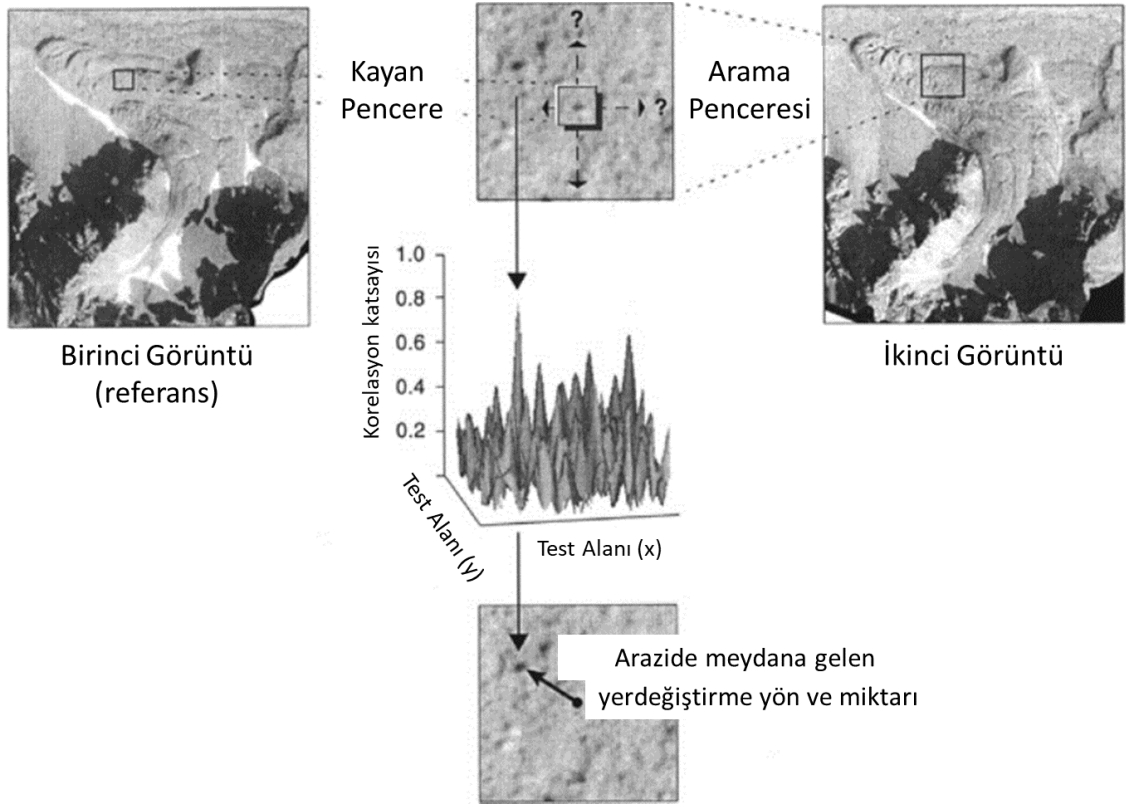 Kayan
Pencere
?
?
Arama
Penceresi
Birinci Görüntü
(referans)
İkinci Görüntü
Korelasyon katsayısı
1.0
0.8
0.6
0.4
0.2
Test Alanı (y)
Test Alanı (x)
Arazide meydana gelen
yerdeğiştirme yön ve miktarı